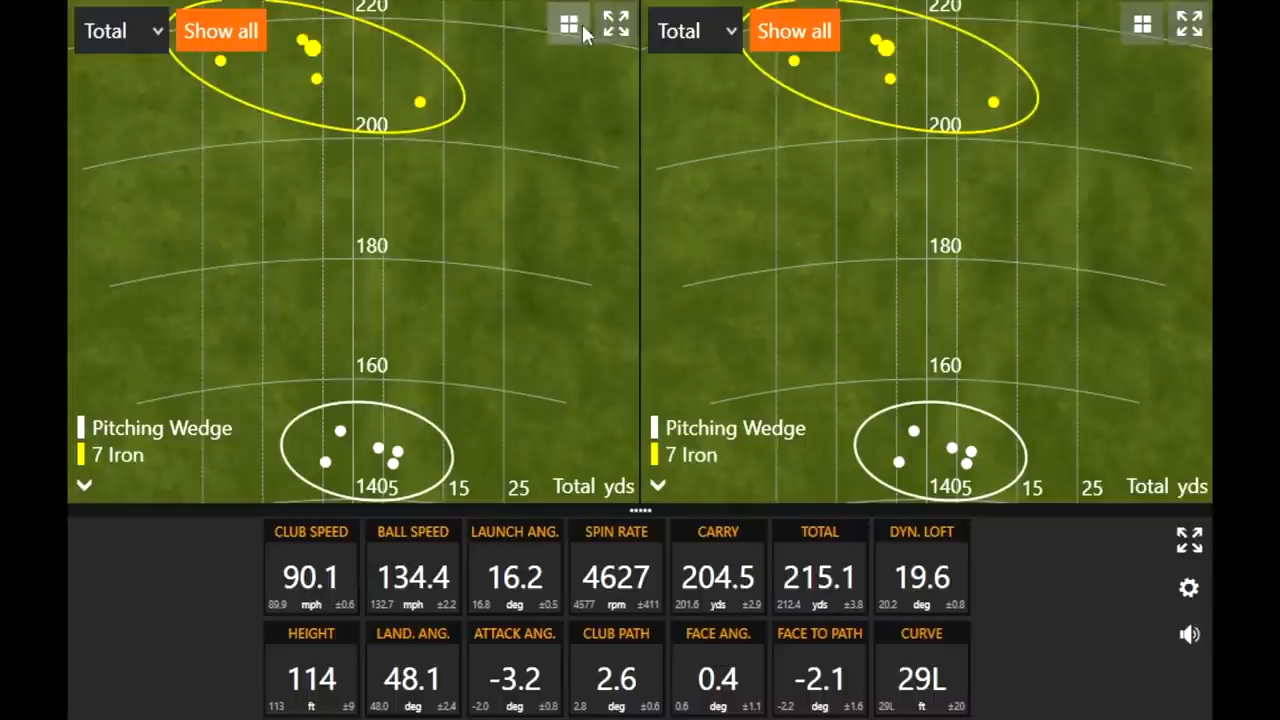 220
Total
Show all
200
180
160
Pitching Wedge
7 Iron
1405 15 25 Total yds
220
Total
Show all
200
180
160
Pitching Wedge
7 Iron
1405 15 25 Total yds
CLUB SPEED BALL SPEED LAUNCH ANG. SPIN RATE CARRY TOTAL DYN. LOFT
90.1 134.4 16.2 4627 204.5 215.1 19.6
89.9 mph ±0.6 132.7 mph ±2.2 16.8 deg ±0.5 4577 rpm ±411 201.6 yds ±2.9 212.4 yds ±3.8 20.2 deg ±0.8
HEIGHT LAND. ANG. ATTACK ANG. CLUB PATH FACE ANG. FACE TO PATH CURVE
114 48.1 -3.2 2.6 0.4 -2.1 29L
113 ft ±9 48.0 deg ±2.4 -2.0 deg ±0.8 2.8 deg ±0.6 0.6 deg ±1.1 -2.2 deg ±1.6 29L ft ±20